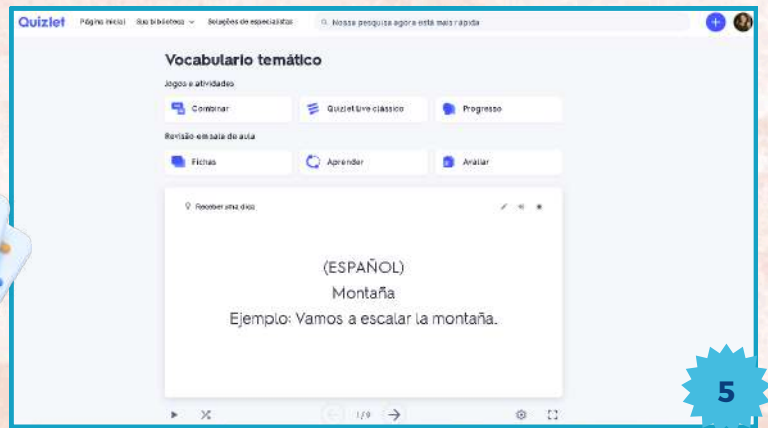 Quizlet Página inicial Sua biblioteca Soluções de especialistas Nossa pesquisa agora está mais rápida
Vocabulario temático
Jogos e atividades
Combinar Quizlet Live clássico Progresso
Revisão em sala de aula
Fichas Aprender Avaliar
Receber uma dica
(ESPAÑOL)
Montaña
Ejemplo: Vamos a escalar la montaña.
1/9
5